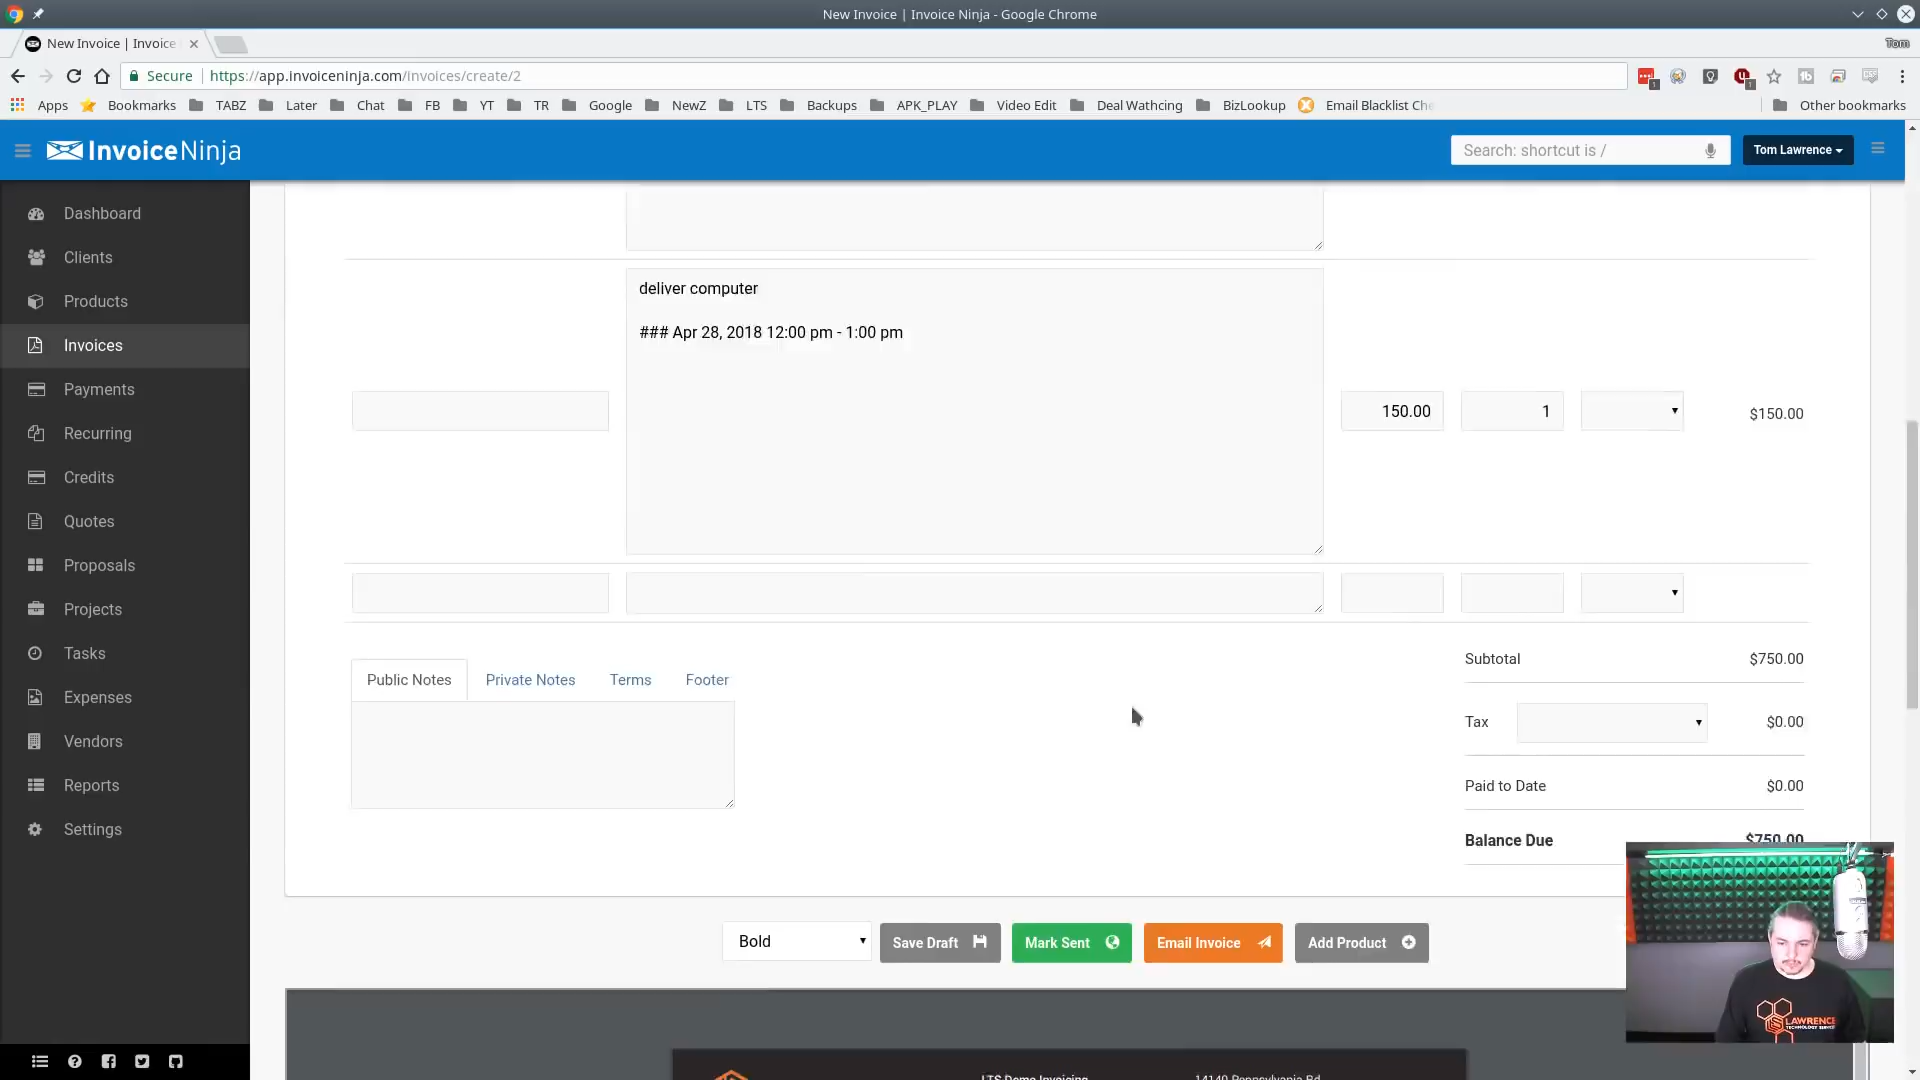 New Invoice | Invoice Ninja - Google Chrome
New Invoice | Invoice
Tom
Secure
https://app.invoiceninja.com/invoices/create/2
Apps
Bookmarks
TABZ
Later
Chat
FB
YT
TR
Google
NewZ
LTS
Backups
APK_PLAY
Video Edit
Deal Wathcing
BizLookup
Email Blacklist Che
Other bookmarks
InvoiceNinja
Search: shortcut is /
Tom Lawrence
Dashboard
Clients
Products
Invoices
Payments
Recurring
Credits
Quotes
Proposals
Projects
Tasks
Expenses
Vendors
Reports
Settings
deliver computer
### Apr 28, 2018 12:00 pm - 1:00 pm
150.00
1
$150.00
Public Notes
Private Notes
Terms
Footer
Subtotal
$750.00
Tax
$0.00
Paid to Date
$0.00
Balance Due
$750.00
Bold
Save Draft
Mark Sent
Email Invoice
Add Product
LTS Demo Invoicing
14140 Pennsylvania Rd
LAWRENCE